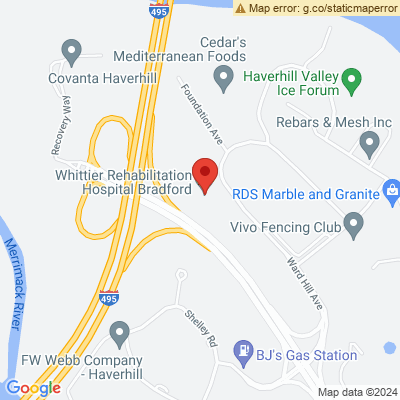 Map error: g.co/staticmaperror
495
Cedar's
Mediterranean Foods
Covanta Haverhill
Haverhill Valley
Ice Forum
Foundation Ave
Recovery Way
Rebars & Mesh Inc
Whittier Rehabilitation
Hospital Bradford
RDS Marble and Granite
Vivo Fencing Club
Merrimack River
Ward Hill Ave
495
Shelley Rd
FW Webb Company
- Haverhill
BJ's Gas Station
Google
Map data ©2024